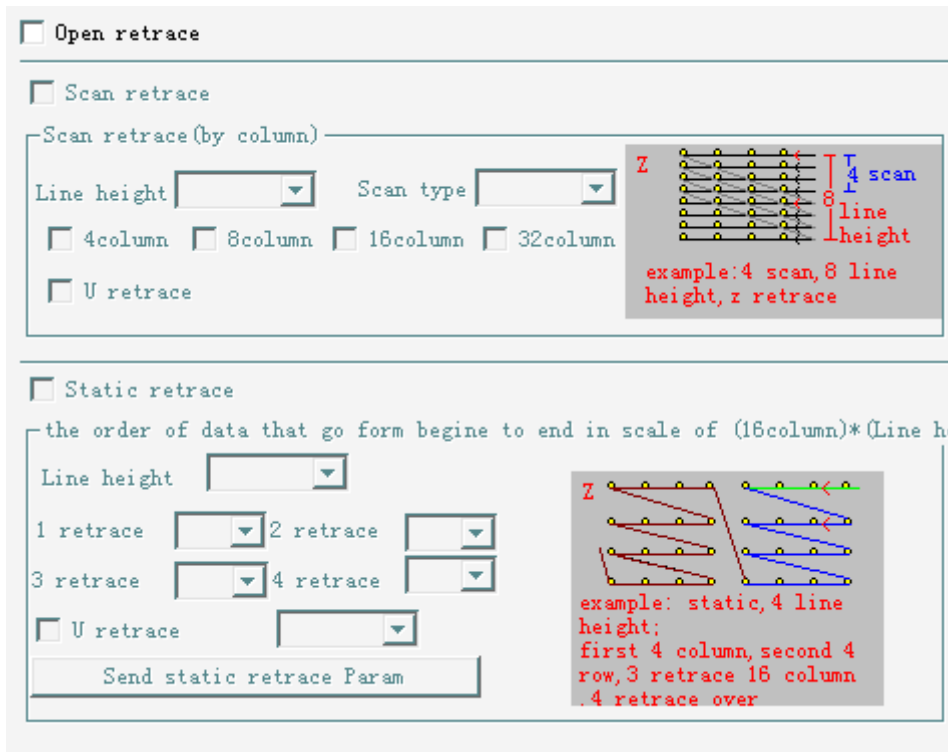 Open retrace
Scan retrace
Scan retrace(by column)
Line height
Scan type
4column 8column 16column 32column
U retrace
Z
4 scan
8
line
height
example:4 scan,8 line
height,z retrace
Static retrace
the order of data that go form begine to end in scale of (16column)*(Line h
Line height
1 retrace 2 retrace
3 retrace 4 retrace
U retrace
Send static retrace Param
Z
example: static,4 line
height;
first 4 column,second 4
row,3 retrace 16 column
,4 retrace over